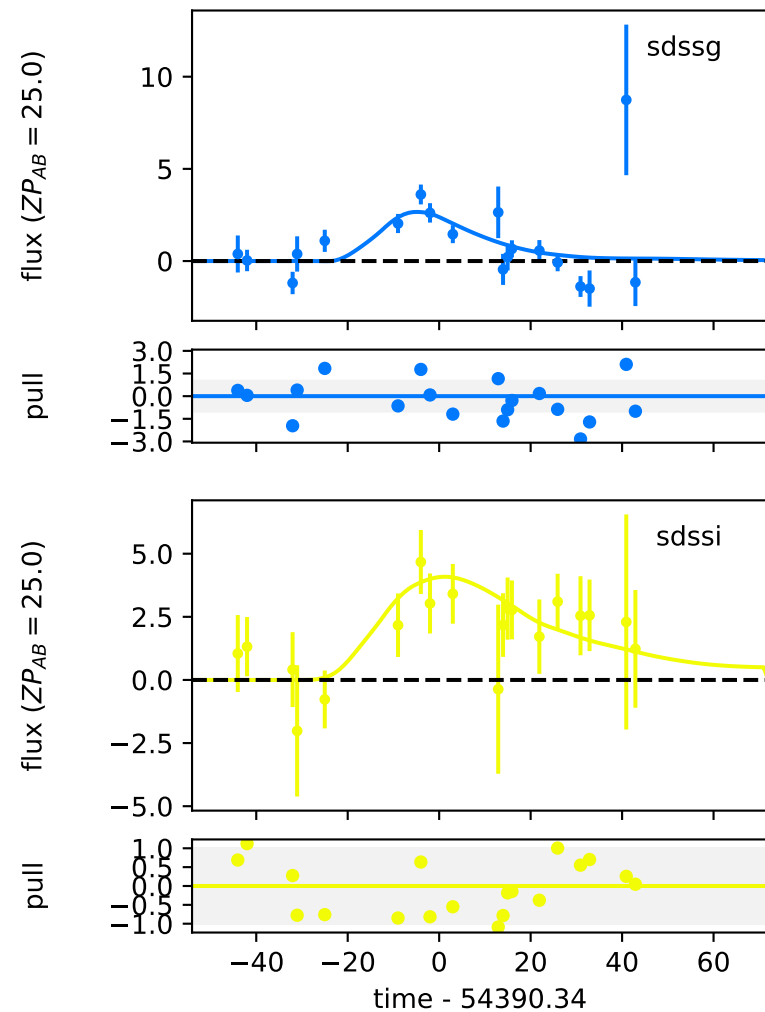 sdssg
flux (ZP_AB = 25.0)
10
5
0
pull
3.0
1.5
0.0
−1.5
−3.0
sdssi
flux (ZP_AB = 25.0)
5.0
2.5
0.0
−2.5
−5.0
pull
1.0
0.5
0.0
−0.5
−1.0
−40 −20 0 20 40 60
time - 54390.34